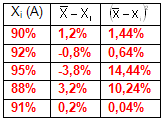 Xᵢ (A) X̅ – Xᵢ (X̅ – xᵢ)²
90% 1,2% 1,44%
92% -0,8% 0,64%
95% -3,8% 14,44%
88% 3,2% 10,24%
91% 0,2% 0,04%